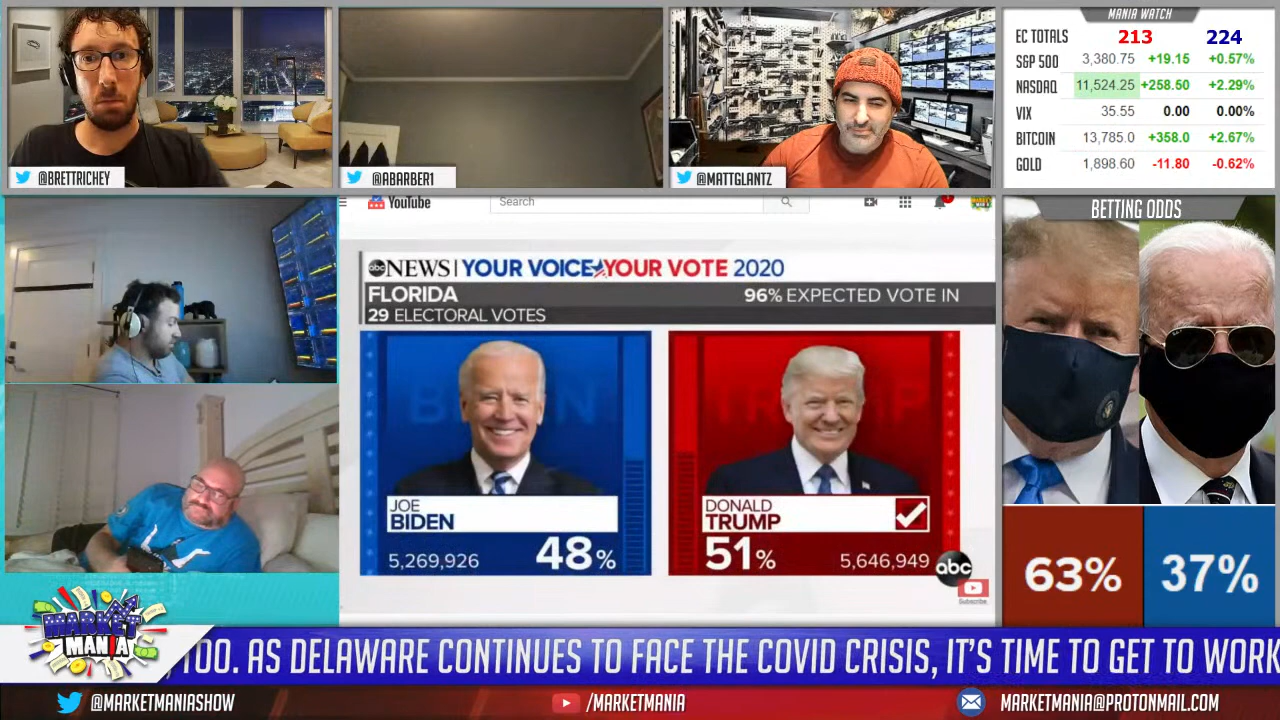 @BRETTRICHEY
@ABARBER1
@MATTGLANTZ
MANIA WATCH
EC TOTALS 213 224
S&P 500 3,380.75 +19.15 +0.57%
NASDAQ 11,524.25 +258.50 +2.29%
VIX 35.55 0.00 0.00%
BITCOIN 13,785.0 +358.0 +2.67%
GOLD 1,898.60 -11.80 -0.62%
YouTube Search
abc NEWS | YOUR VOICE YOUR VOTE 2020
FLORIDA 96% EXPECTED VOTE IN
29 ELECTORAL VOTES
JOE
BIDEN
5,269,926 48%
DONALD
TRUMP
51% 5,646,949
abc
Subscribe
BETTING ODDS
63% 37%
MARKET
MANIA
, TOO. AS DELAWARE CONTINUES TO FACE THE COVID CRISIS, IT'S TIME TO GET TO WORK
@MARKETMANIASHOW /MARKETMANIA MARKETMANIA@PROTONMAIL.COM